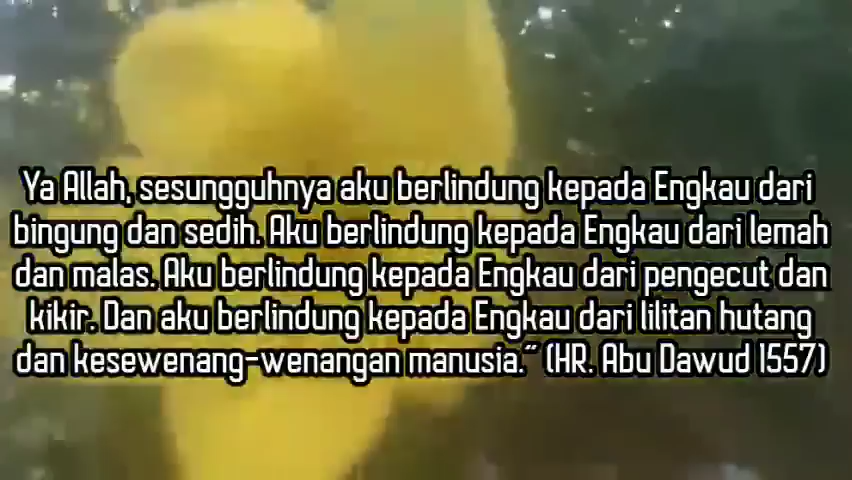 Ya Allah, sesungguhnya aku berlindung kepada Engkau dari
bingung dan sedih. Aku berlindung kepada Engkau dari lemah
dan malas. Aku berlindung kepada Engkau dari pengecut dan
kikir. Dan aku berlindung kepada Engkau dari lilitan hutang
dan kesewenang-wenangan manusia.” (HR. Abu Dawud 1557)